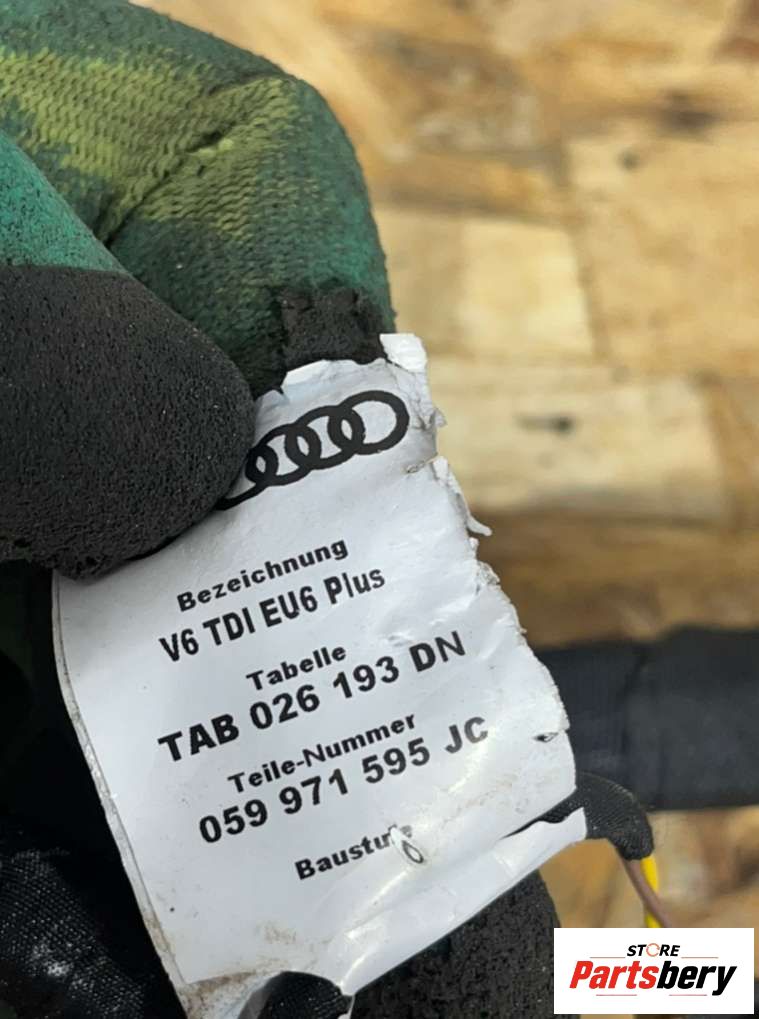 Bezeichnung
V6 TDI EU6 Plus
Tabelle
TAB 026 193 DN
Teile-Nummer
059 971 595 JC
STORE
Partsbery